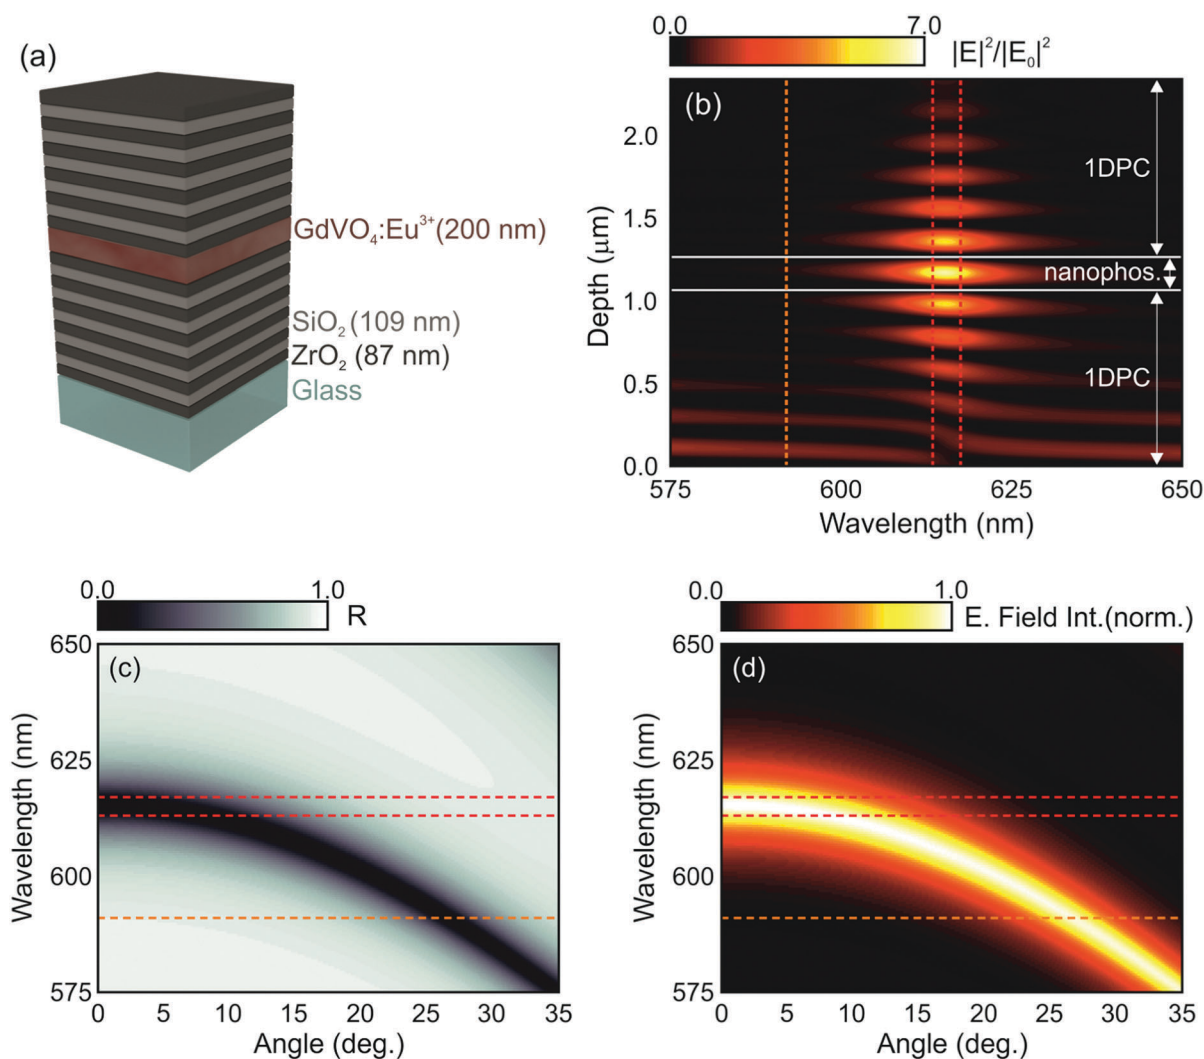 (a)
GdVO₄:Eu³⁺(200 nm)
SiO₂ (109 nm)
ZrO₂ (87 nm)
Glass
0.0 7.0
|E|²/|E₀|²
(b)
2.0
1.5
1.0
0.5
0.0
Depth (μm)
1DPC
nanophos.
1DPC
575 600 625 650
Wavelength (nm)
0.0 1.0
R
(c)
650
625
600
575
Wavelength (nm)
0 5 10 15 20 25 30 35
Angle (deg.)
0.0 1.0
E. Field Int.(norm.)
(d)
650
625
600
575
Wavelength (nm)
0 5 10 15 20 25 30 35
Angle (deg.)